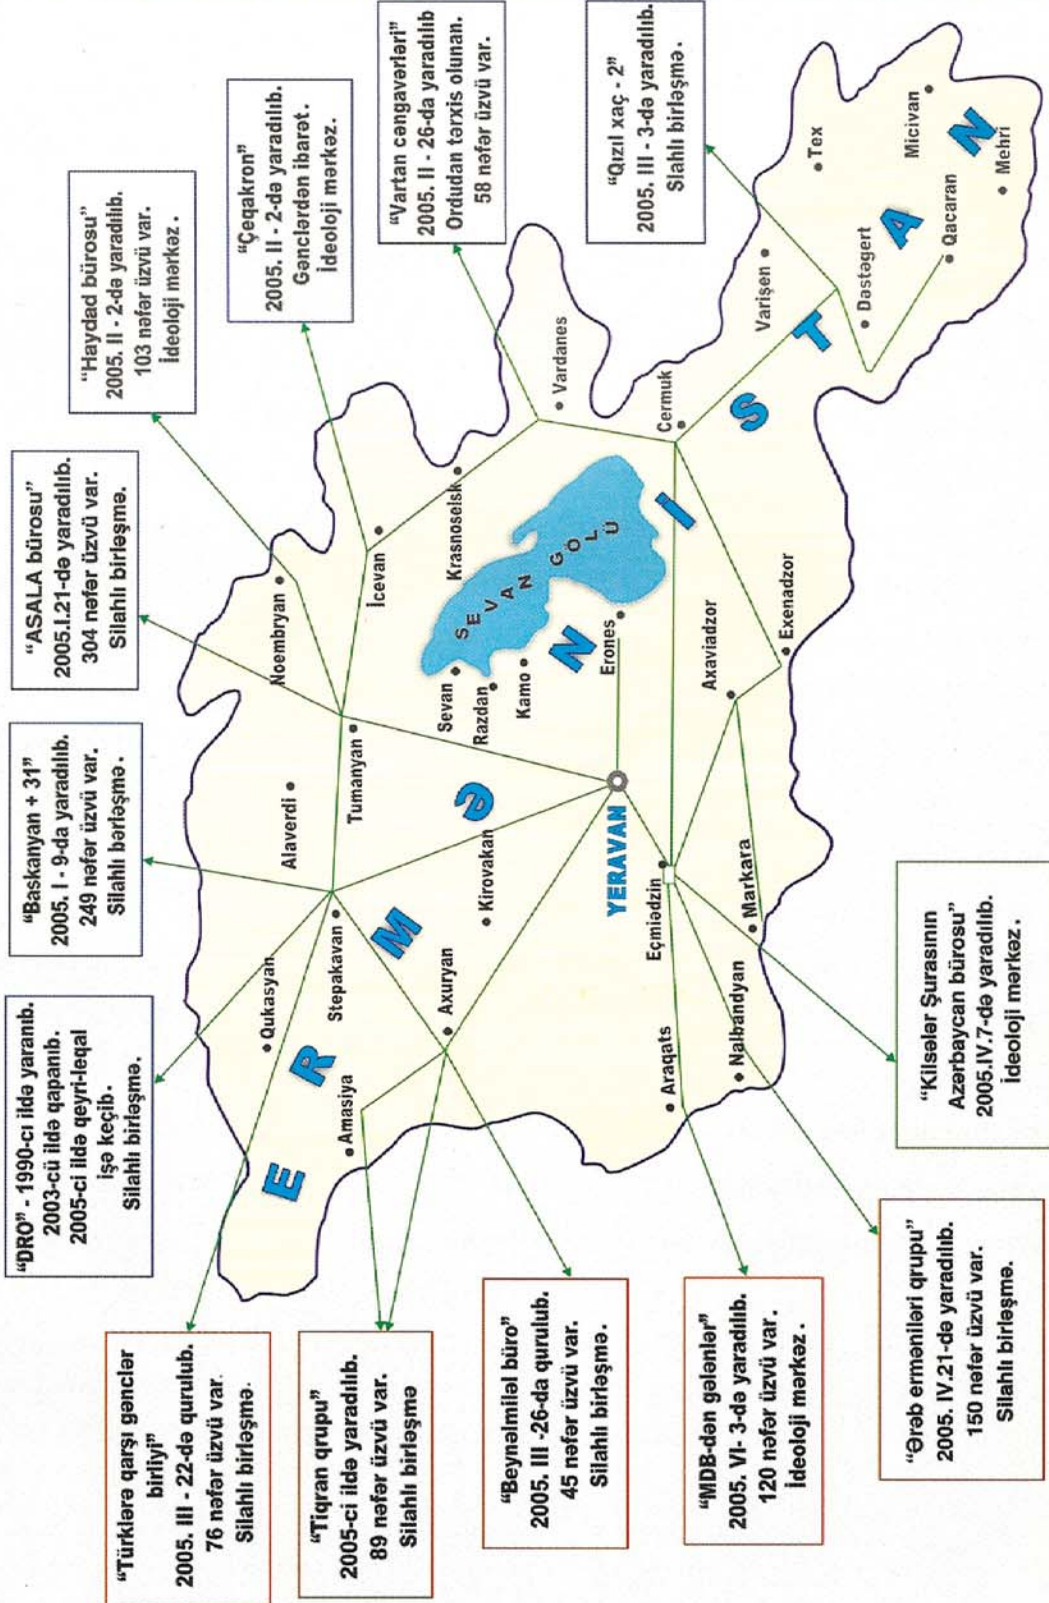 “Türklərə qarşı gənclər
birliyi”
2005. III - 22-də qurulub.
76 nəfər üzvü var.
Silahlı birləşmə.
“DRO” - 1990-cı ildə yaranıb.
2003-cü ildə qapanıb.
2005-ci ildə qeyri-leqal
işə keçib.
Silahlı birləşmə.
“Baskanyan + 31”
2005. I - 9-da yaradılıb.
249 nəfər üzvü var.
Silahlı bərləşmə.
“ASALA bürosu”
2005.I.21-də yaradılıb.
304 nəfər üzvü var.
Silahlı birləşmə.
“Haydad bürosu”
2005. II - 2-də yaradılıb.
103 nəfər üzvü var.
İdeoloji mərkəz.
“Çeqakron”
2005. II - 2-də yaradılıb.
Gənclərdən ibarət.
İdeoloji mərkəz.
“Vartan cəngavərləri”
2005. II - 26-da yaradılıb.
Ordudan tərxis olunan.
58 nəfər üzvü var.
“Qızıl xaç - 2”
2005. III - 3-də yaradılıb.
Slahlı birləşmə.
“Tiqran qrupu”
2005-ci ildə yaradılıb.
89 nəfər üzvü var.
Silahlı birləşmə
“Beynəlmiləl büro”
2005. III -26-da qurulub.
45 nəfər üzvü var.
Silahlı birləşmə.
“MDB-dən gələnlər”
2005. VI- 3-də yaradılıb.
120 nəfər üzvü var.
İdeoloji mərkəz.
“Ərəb erməniləri qrupu”
2005. IV.21-də yaradılıb.
150 nəfər üzvü var.
Silahlı birləşmə.
“Kilsələr Şurasının
Azərbaycan bürosu”
2005.IV.7-də yaradılıb.
İdeoloji mərkəz.
ERMƏNİSTAN
Qukasyan
Alaverdi
Noembryan
Stepakavan
Tumanyan
İcevan
Amasiya
Axuryan
Kirovakan
Sevan
Razdan
Kamo
Krasnoselsk
SEVAN GÖLÜ
Vardanes
Erones
YERAVAN
Eçmiədzin
Araqats
Nalbandyan
Markara
Axaviadzor
Exenadzor
Cermuk
Varişen
Tex
Dəstəgert
Qacaran
Micivan
Mehri